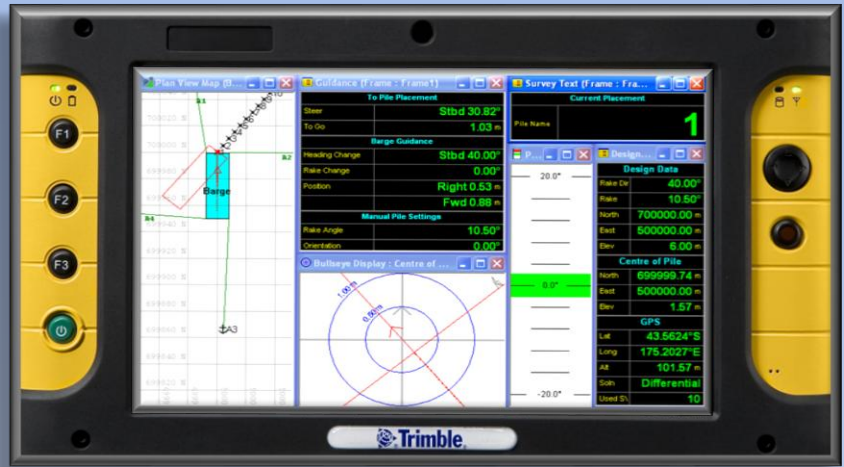 Plan View Map (B...
A1
A2
A3
Barge
Guidance (Frame : Frame1)
To Pile Placement
Steer Stbd 30.82°
To Go 1.03 m
Barge Guidance
Heading Change Stbd 40.00°
Rake Change 0.00°
Position Right 0.53 m
Fwd 0.88 m
Manual Pile Settings
Rake Angle 10.50°
Orientation 0.00°
Bullseye Display : Centre of ...
1.00 m
0.50 m
Survey Text (Frame : Fra...
Current Placement
Pile Name 1
P...
20.0°
0.0°
-20.0°
Design...
Design Data
Rake Dir 40.00°
Rake 10.50°
North 700000.00 m
East 500000.00 m
Elev 6.00 m
Centre of Pile
North 699999.74 m
East 500000.00 m
Elev 1.57 m
GPS
Lat 43.5624°S
Long 175.2027°E
Alt 101.57 m
Soln Differential
Used S\ 10
F1
F2
F3
Trimble